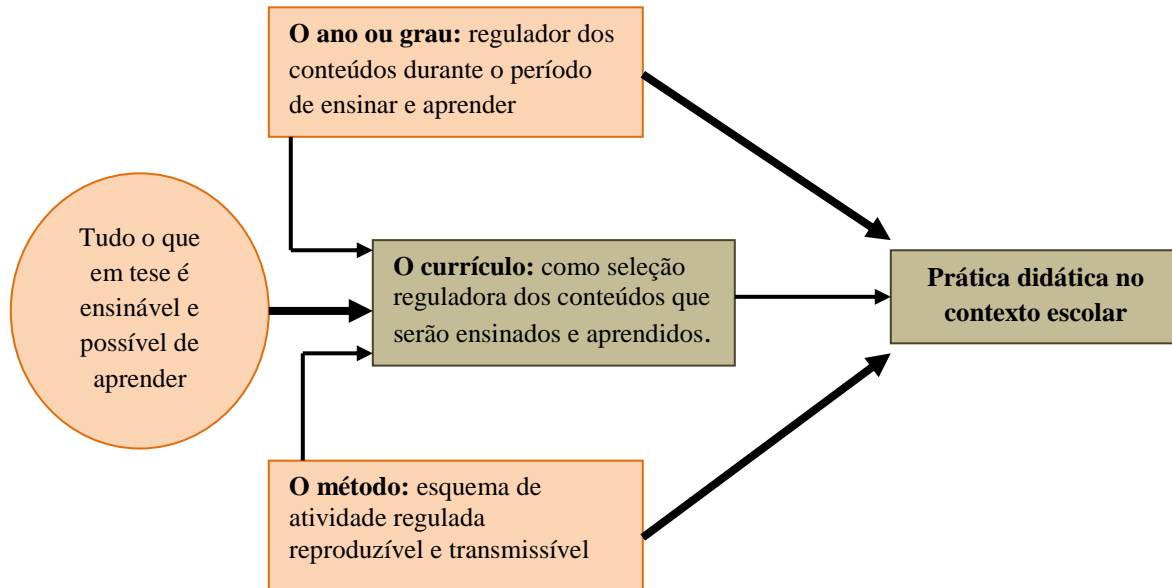 O ano ou grau: regulador dos
conteúdos durante o período
de ensinar e aprender
Tudo o que
em tese é
ensinável e
possível de
aprender
O currículo: como seleção
reguladora dos conteúdos que
serão ensinados e aprendidos.
Prática didática no
contexto escolar
O método: esquema de
atividade regulada
reproduzível e transmissível